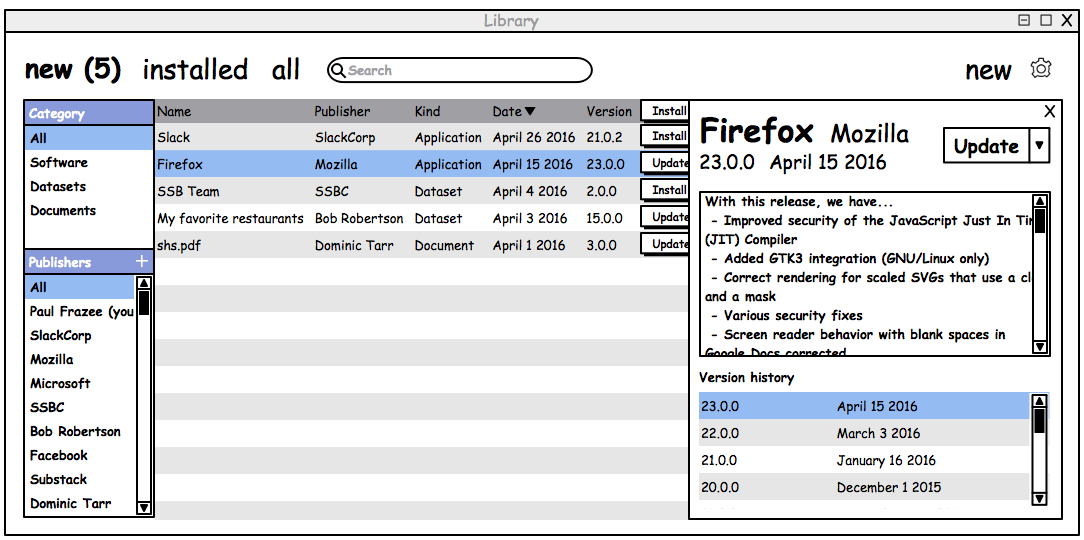 Library
new (5) installed all Search new
Category
All
Software
Datasets
Documents
Publishers +
All
Paul Frazee (you
SlackCorp
Mozilla
Microsoft
SSBC
Bob Robertson
Facebook
Substack
Dominic Tarr
Name Publisher Kind Date ▼ Version Install
Slack SlackCorp Application April 26 2016 21.0.2 Install
Firefox Mozilla Application April 15 2016 23.0.0 Update
SSB Team SSBC Dataset April 4 2016 2.0.0 Install
My favorite restaurants Bob Robertson Dataset April 3 2016 15.0.0 Update
shs.pdf Dominic Tarr Document April 1 2016 3.0.0 Update
X
Firefox Mozilla
23.0.0 April 15 2016
Update ▼
With this release, we have...
- Improved security of the JavaScript Just In Tim
(JIT) Compiler
- Added GTK3 integration (GNU/Linux only)
- Correct rendering for scaled SVGs that use a cl
and a mask
- Various security fixes
- Screen reader behavior with blank spaces in
Google Docs corrected
Version history
23.0.0 April 15 2016
22.0.0 March 3 2016
21.0.0 January 16 2016
20.0.0 December 1 2015